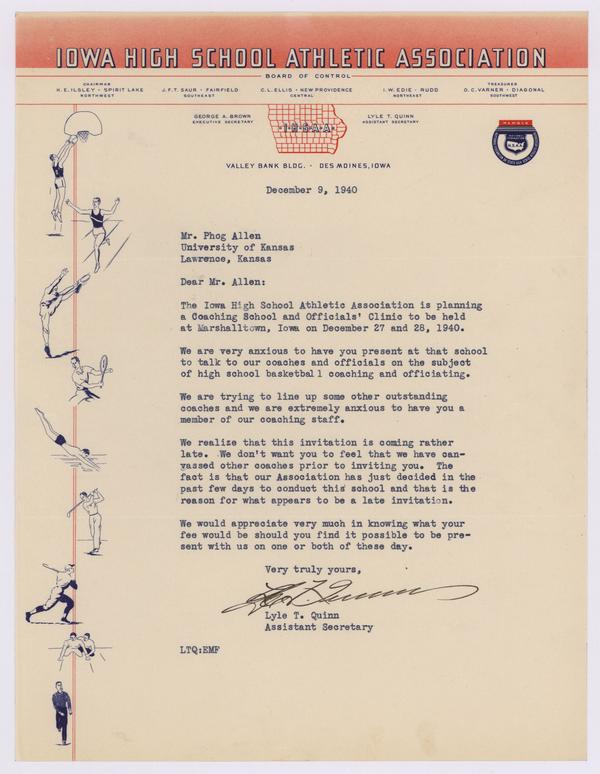 IOWA HIGH SCHOOL ATHLETIC ASSOCIATION
BOARD OF CONTROL
CHAIRMAN
H. E. ILSLEY • SPIRIT LAKE
NORTHWEST
J. F. T. SAUR • FAIRFIELD
SOUTHEAST
C. L. ELLIS • NEW PROVIDENCE
CENTRAL
I. W. EDIE • RUDD
NORTHEAST
TREASURER
O. C. VARNER • DIAGONAL
SOUTHWEST
GEORGE A. BROWN
EXECUTIVE SECRETARY
I.H.S.A.A.
LYLE T. QUINN
ASSISTANT SECRETARY
MEMBER
VALLEY BANK BLDG. • DES MOINES, IOWA
December 9, 1940
Mr. Phog Allen
University of Kansas
Lawrence, Kansas
Dear Mr. Allen:
The Iowa High School Athletic Association is planning
a Coaching School and Officials' Clinic to be held
at Marshalltown, Iowa on December 27 and 28, 1940.
We are very anxious to have you present at that school
to talk to our coaches and officials on the subject
of high school basketball coaching and officiating.
We are trying to line up some other outstanding
coaches and we are extremely anxious to have you a
member of our coaching staff.
We realize that this invitation is coming rather
late. We don't want you to feel that we have can-
vassed other coaches prior to inviting you. The
fact is that our Association has just decided in the
past few days to conduct this school and that is the
reason for what appears to be a late invitation.
We would appreciate very much in knowing what your
fee would be should you find it possible to be pre-
sent with us on one or both of these day.
Very truly yours,
Lyle T. Quinn
Lyle T. Quinn
Assistant Secretary
LTQ:EMF